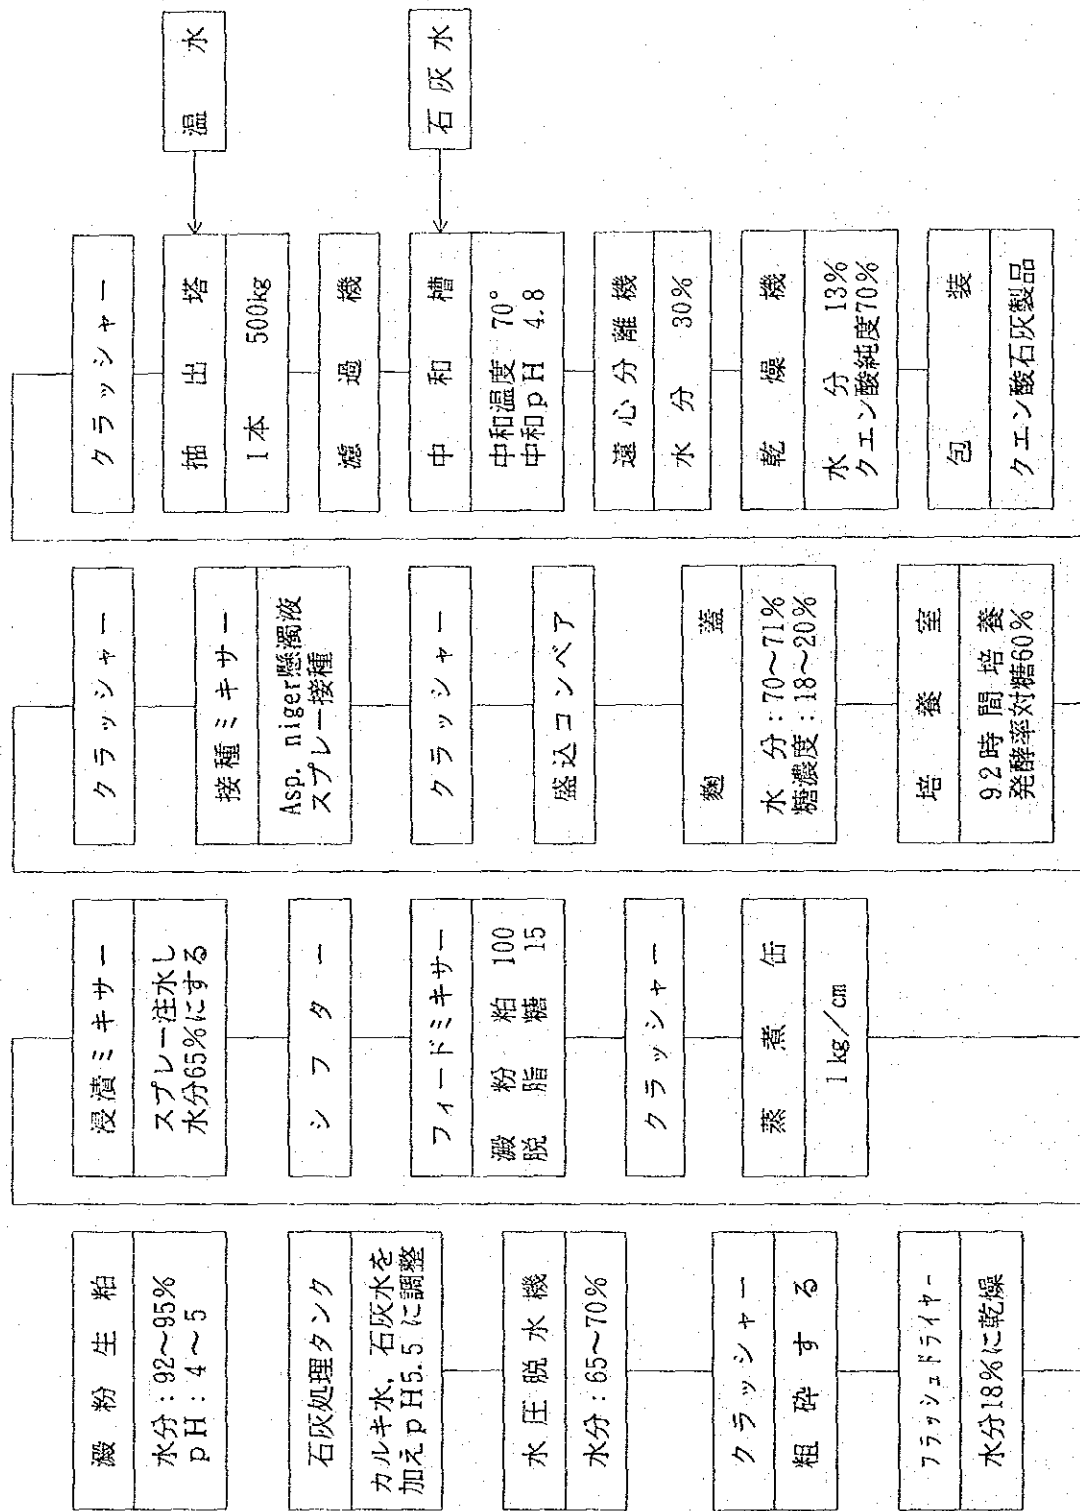 澱粉生粕
水分：92～95％
pH：4～5
石灰処理タンク
カルキ水，石灰水を
加えpH5.5に調整
水圧脱水機
水分：65～70％
クラッシャー
粗砕する
フラッシュドライヤー
水分18％に乾燥
浸漬ミキサー
スプレー注水し
水分65％にする
シフター
フィードミキサー
澱粉粕 100
脱脂糖 15
クラッシャー
蒸煮缶
1kg／cm
クラッシャー
接種ミキサー
Asp. niger懸濁液
スプレー接種
クラッシャー
盛込コンベア
麴蓋
水分：70～71％
糖濃度：18～20％
培養室
92時間培養
発酵率対糖60％
クラッシャー
抽出塔
1本 500kg
温水
濾過機
中和槽
中和温度 70°
中和pH 4.8
石灰水
遠心分離機
水分 30％
乾燥機
水分 13％
クエン酸純度70％
包装
クエン酸石灰製品